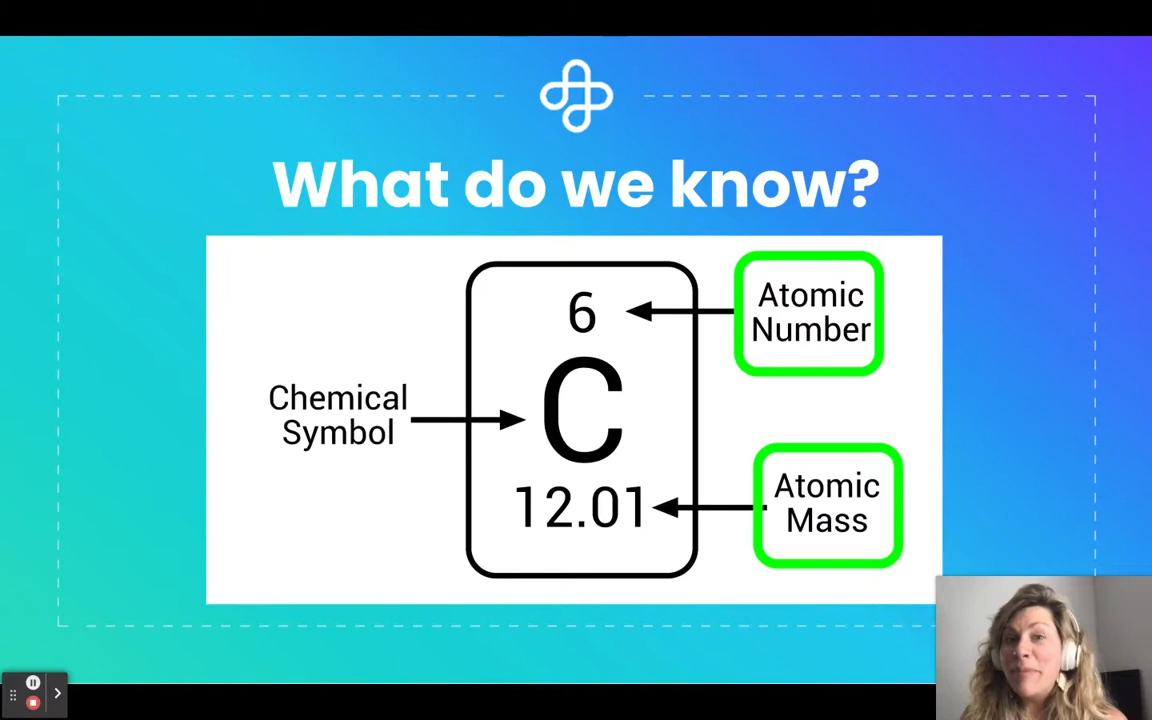 What do we know?
6
Atomic
Number
Chemical
Symbol
C
12.01
Atomic
Mass